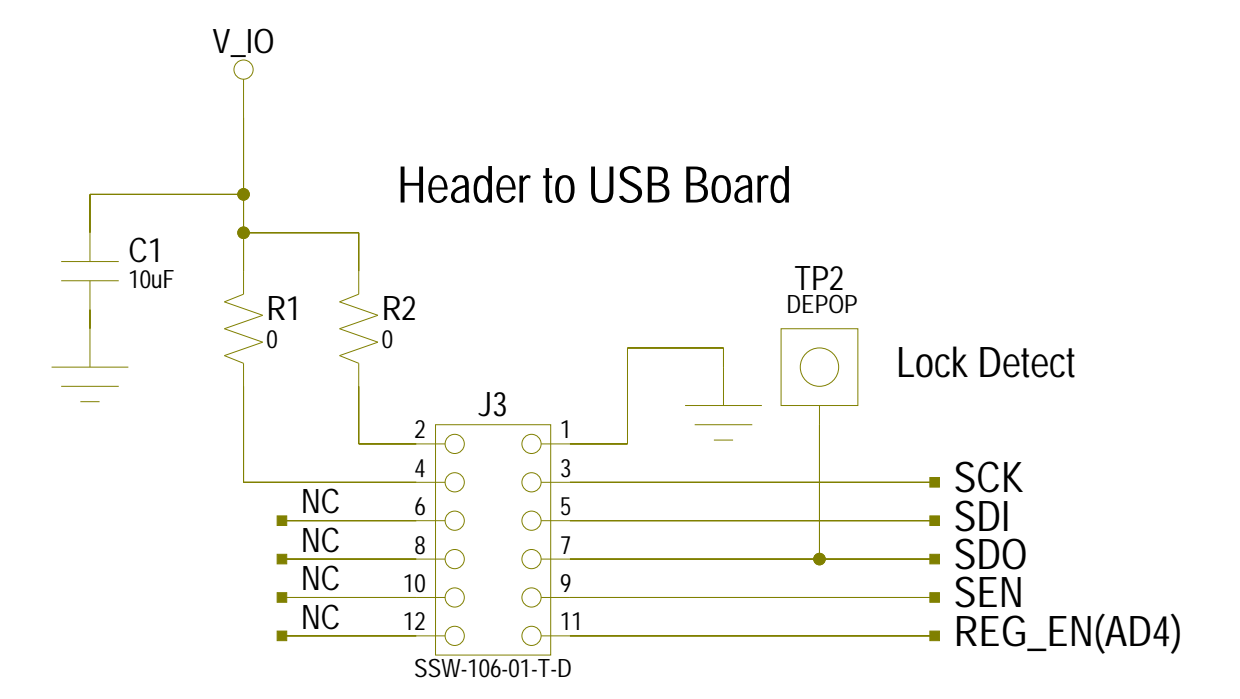 V_IO
Header to USB Board
C1
10uF
R1
0
R2
0
TP2
DEPOP
Lock Detect
J3
2
1
4
3
SCK
NC
6
5
SDI
NC
8
7
SDO
NC
10
9
SEN
NC
12
11
REG_EN(AD4)
SSW-106-01-T-D